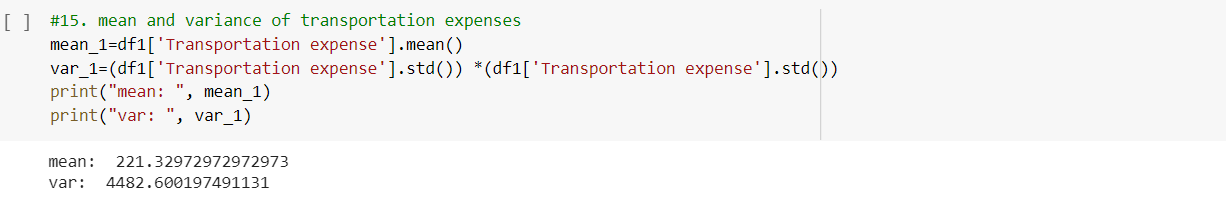 [ ] #15. mean and variance of transportation expenses
mean_1=df1['Transportation expense'].mean()
var_1=(df1['Transportation expense'].std()) *(df1['Transportation expense'].std())
print("mean: ", mean_1)
print("var: ", var_1)
mean:  221.32972972972973
var:  4482.600197491131